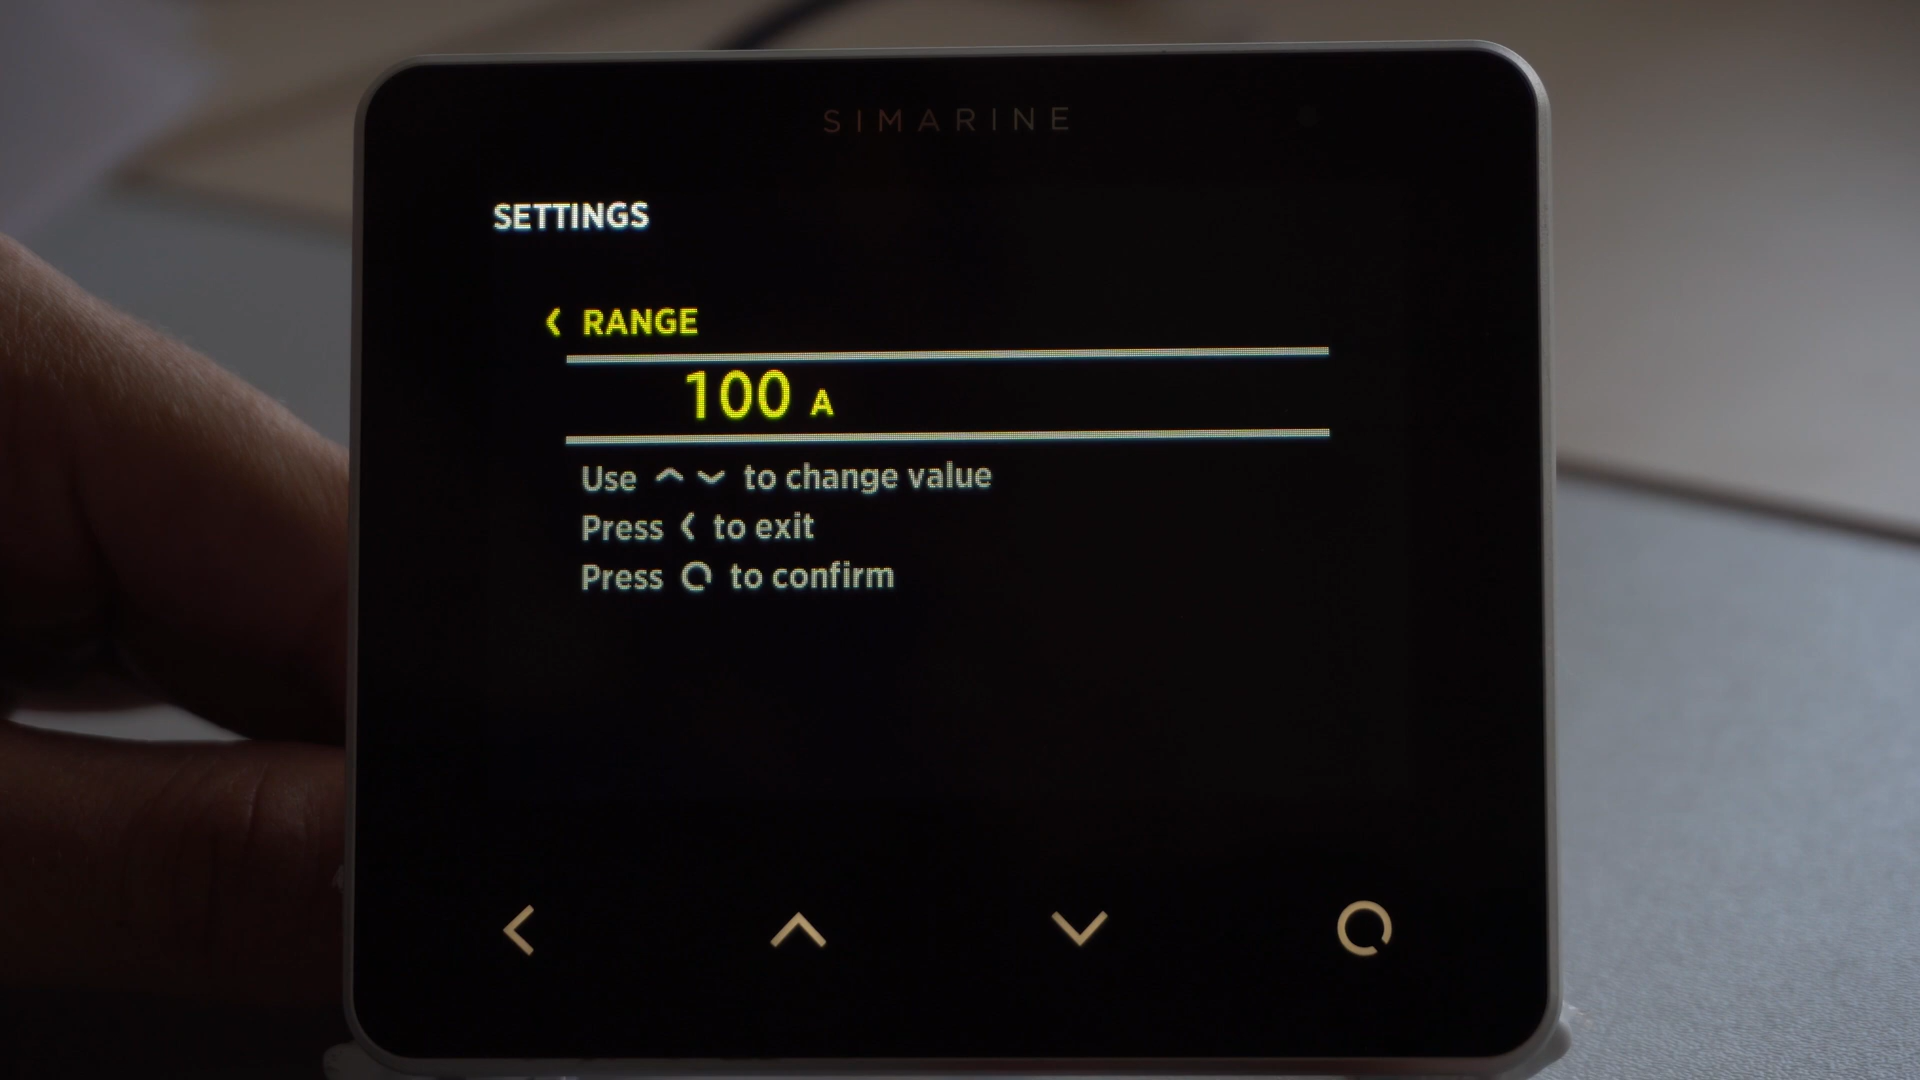 SIMARINE
SETTINGS
RANGE
100 A
Use to change value
Press to exit
Press to confirm